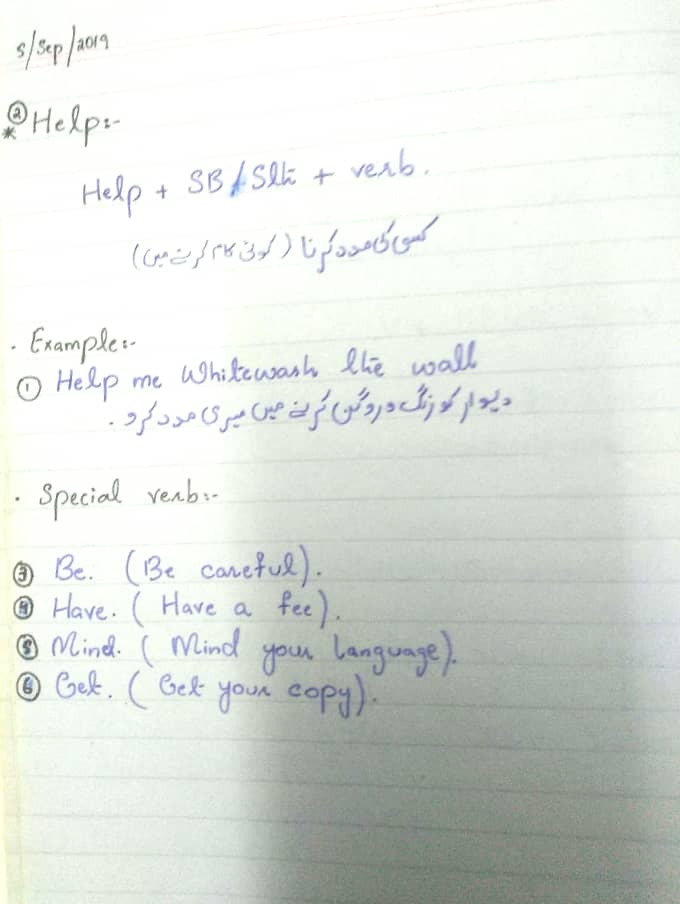 5/Sep/2019
② * Help:-
Help + SB/Sth + verb.
کسی کی مدد کرنا (کوئی کام کرنے میں)
· Example:-
① Help me Whitewash the wall
دیوار کو رنگ و روگن کرنے میں میری مدد کرو.
· Special verb:-
③ Be. (Be careful).
④ Have. (Have a fee).
⑤ Mind. (Mind your language).
⑥ Get. (Get your copy).